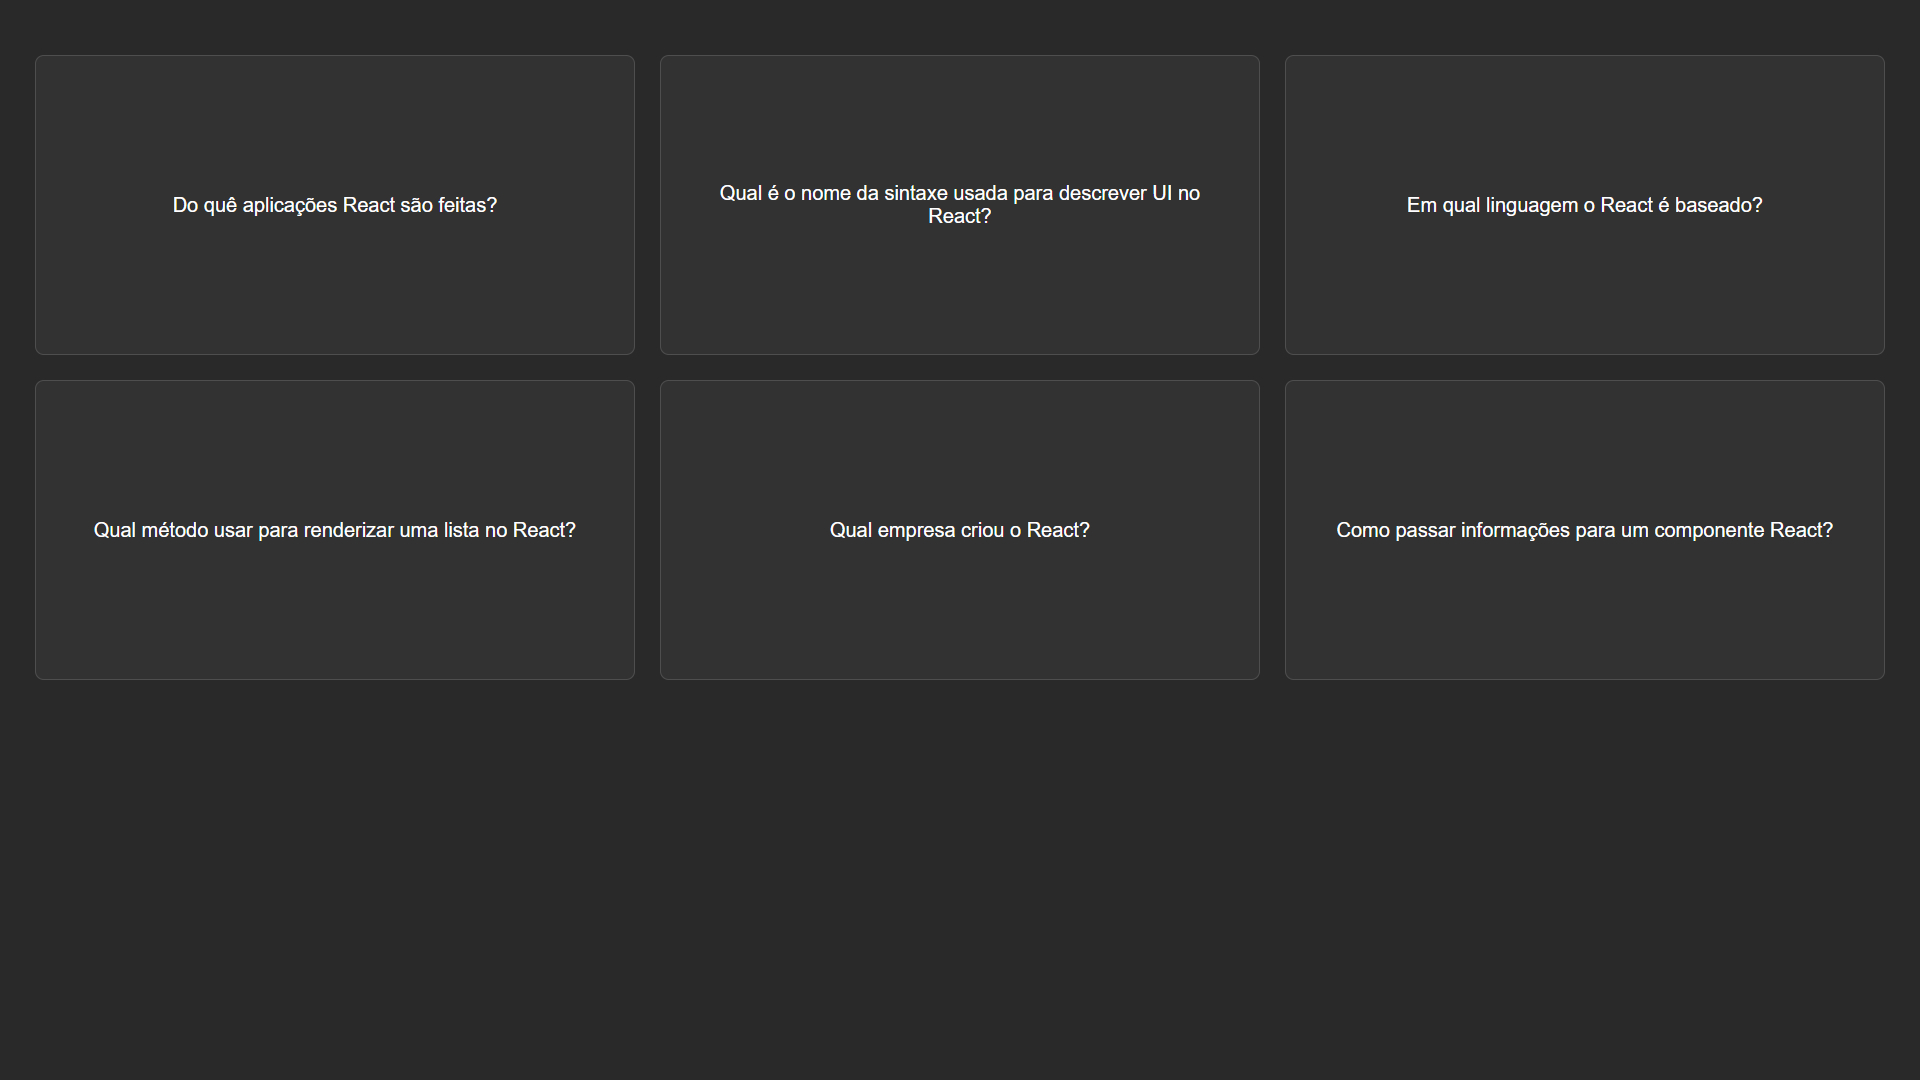 Do quê aplicações React são feitas?
Qual é o nome da sintaxe usada para descrever UI no
React?
Em qual linguagem o React é baseado?
Qual método usar para renderizar uma lista no React?
Qual empresa criou o React?
Como passar informações para um componente React?